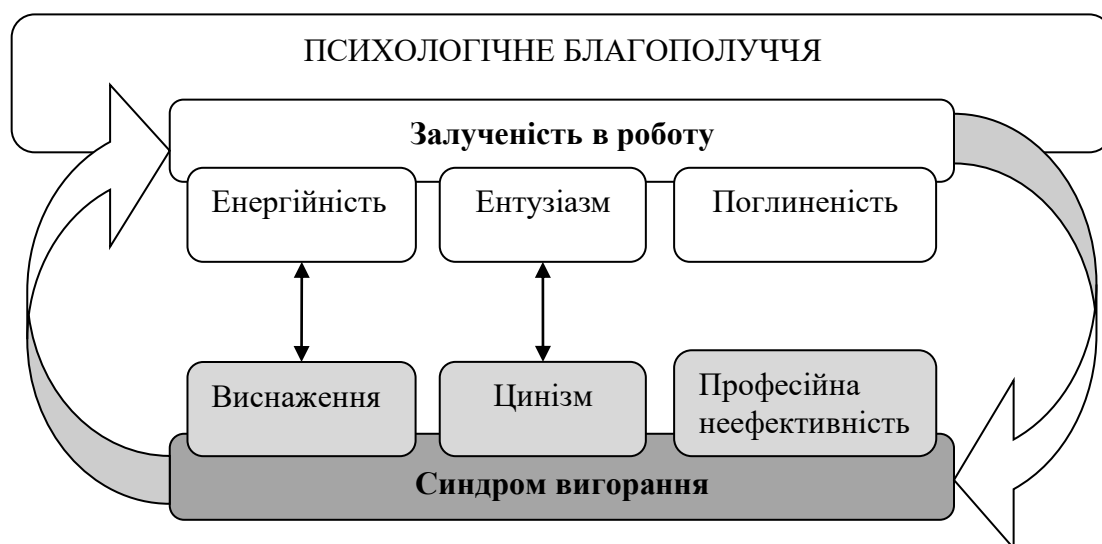 ПСИХОЛОГІЧНЕ БЛАГОПОЛУЧЧЯ
Залученість в роботу
Енергійність
Ентузіазм
Поглиненість
Виснаження
Цинізм
Професійна
неефективність
Синдром вигорання